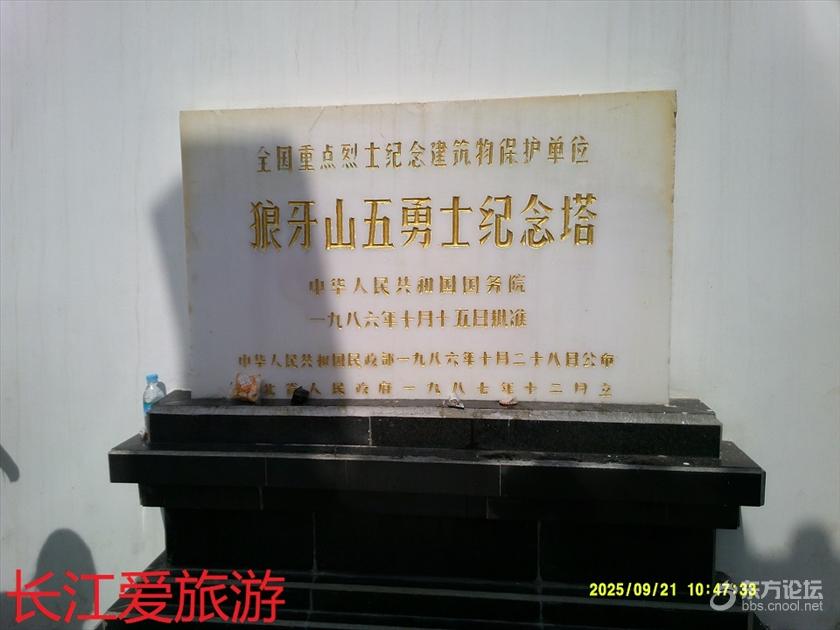 全国重点烈士纪念建筑物保护单位
狼牙山五勇士纪念塔
中华人民共和国国务院
一九八六年十月十五日批准
中华人民共和国民政部一九八六年十月二十八日公布
北省人民政府一九八七年十二月立
长江爱旅游
2025/09/21 10:47:33
东方论坛
bbs.cnool.net